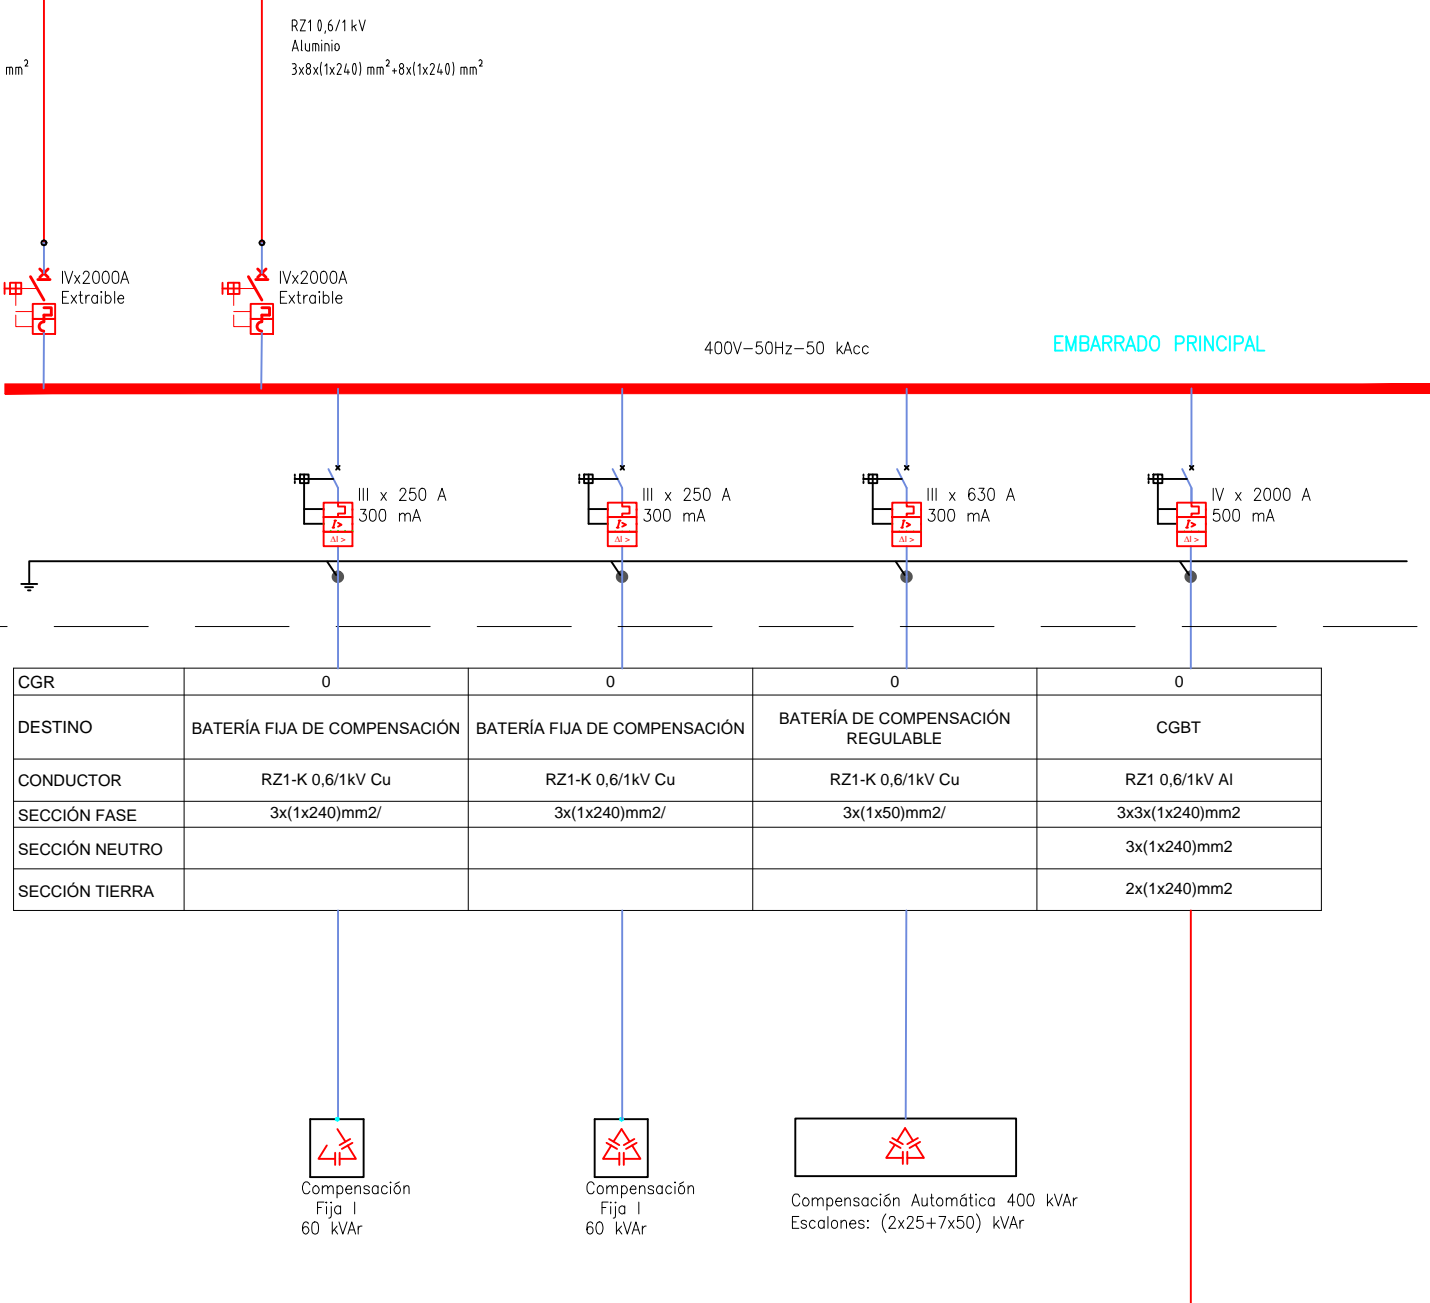 RZ1 0,6/1 kV
Aluminio
mm²
3x8x(1x240) mm²+8x(1x240) mm²
IVx2000A
Extraible
IVx2000A
Extraible
400V-50Hz-50 kAcc
EMBARRADO PRINCIPAL
III x 250 A
300 mA
III x 250 A
300 mA
III x 630 A
300 mA
IV x 2000 A
500 mA
I>
ΔI >
I>
ΔI >
I>
ΔI >
I>
ΔI >
CGR 0 0 0 0
DESTINO BATERÍA FIJA DE COMPENSACIÓN BATERÍA FIJA DE COMPENSACIÓN BATERÍA DE COMPENSACIÓN
REGULABLE CGBT
CONDUCTOR RZ1-K 0,6/1kV Cu RZ1-K 0,6/1kV Cu RZ1-K 0,6/1kV Cu RZ1 0,6/1kV Al
SECCIÓN FASE 3x(1x240)mm2/ 3x(1x240)mm2/ 3x(1x50)mm2/ 3x3x(1x240)mm2
SECCIÓN NEUTRO 3x(1x240)mm2
SECCIÓN TIERRA 2x(1x240)mm2
Compensación
Fija I
60 kVAr
Compensación
Fija I
60 kVAr
Compensación Automática 400 kVAr
Escalones: (2x25+7x50) kVAr